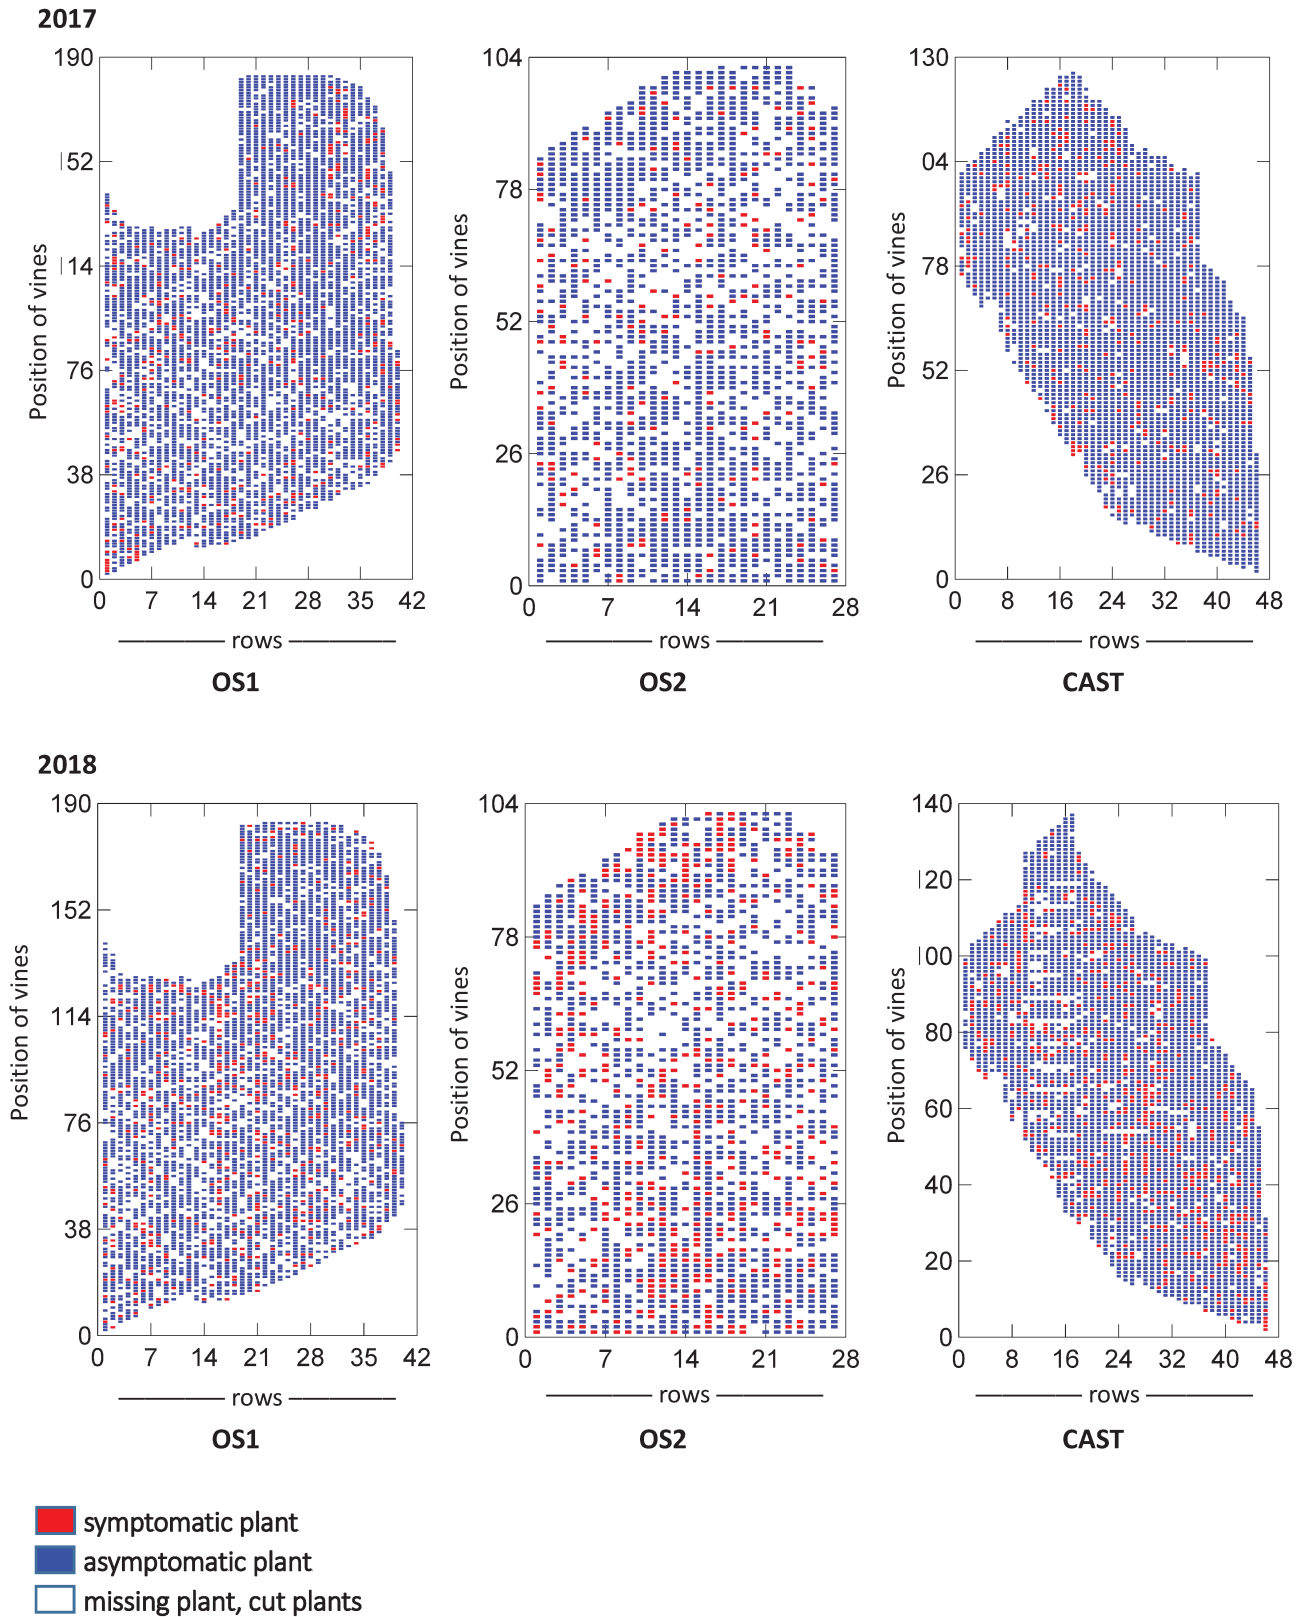 2017
190 104 130
152 78 04
114 52 78
76 26 52
38 0 26
0 0
Position of vines Position of vines Position of vines
0 7 14 21 28 35 42 0 7 14 21 28 0 8 16 24 32 40 48
rows rows rows
OS1 OS2 CAST
2018
190 104 140
152 78 120
114 52 100
76 26 80
38 0 60
0 40
20
0
Position of vines Position of vines Position of vines
0 7 14 21 28 35 42 0 7 14 21 28 0 8 16 24 32 40 48
rows rows rows
OS1 OS2 CAST
symptomatic plant
asymptomatic plant
missing plant, cut plants